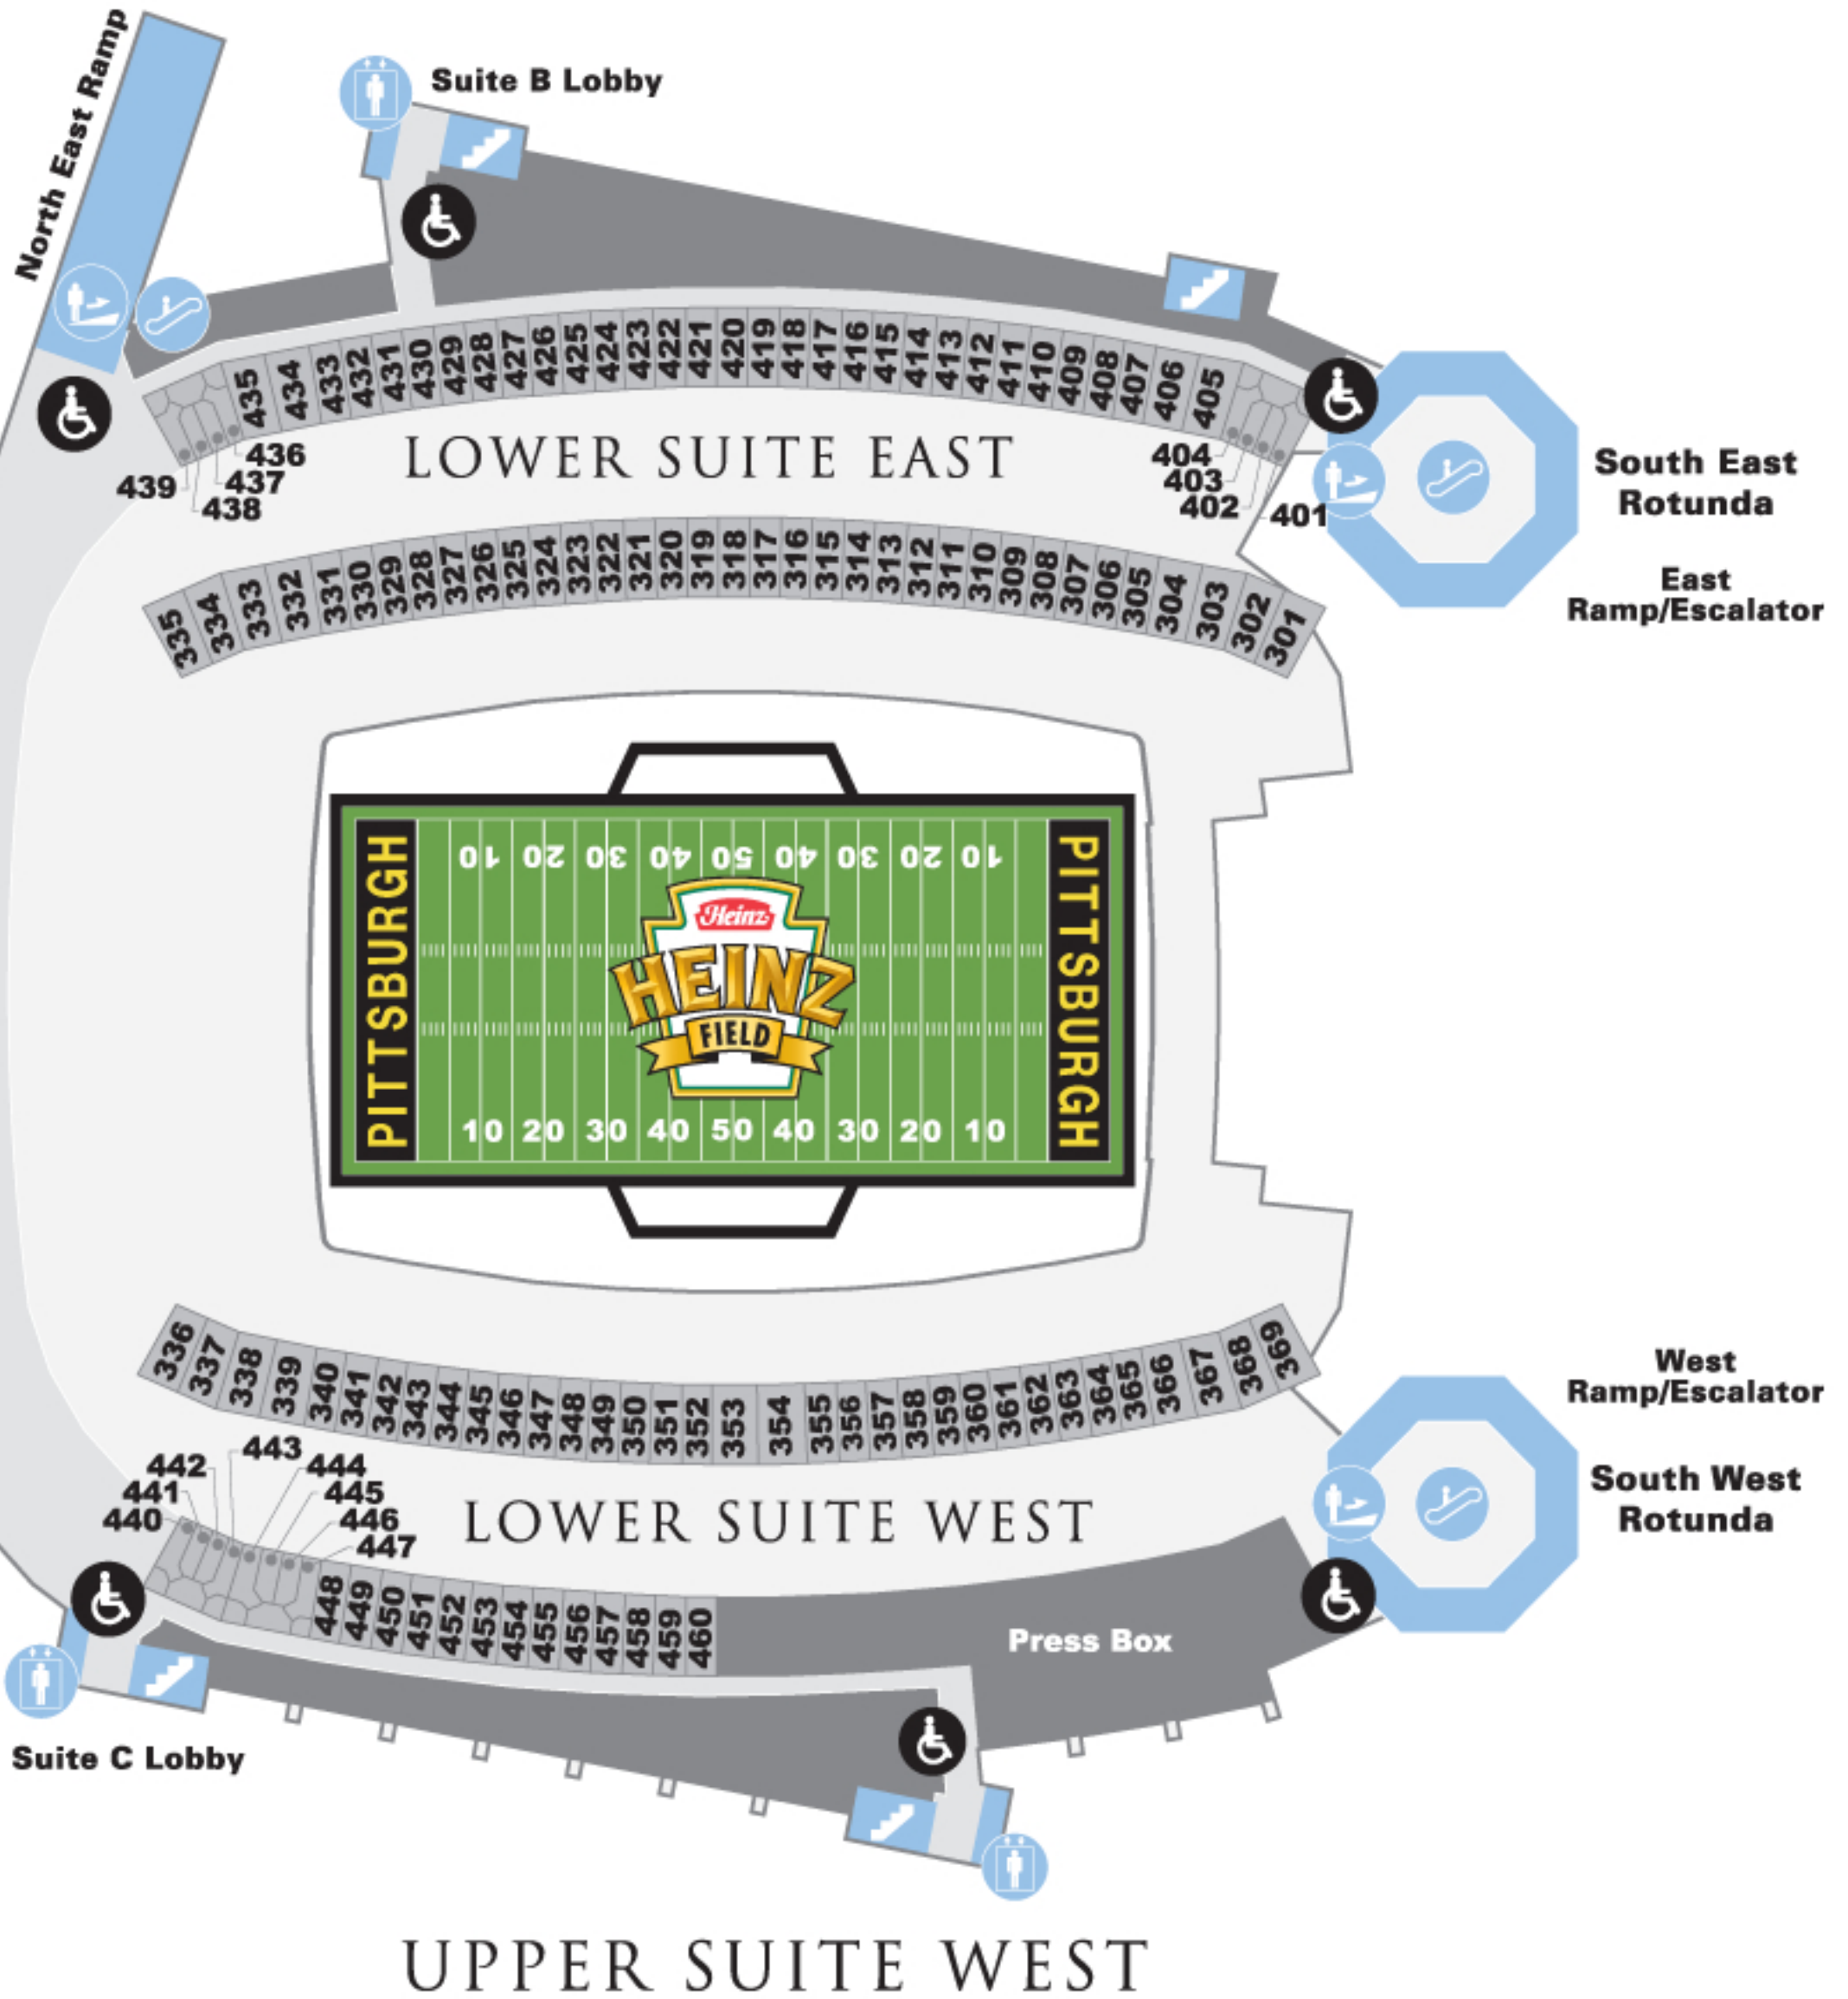 North East Ramp
Suite B Lobby
435 434 433 432 431 430 429 428 427 426 425 424 423 422 421 420 419 418 417 416 415 414 413 412 411 410 409 408 407 406 405
436
437
438
439
LOWER SUITE EAST
404
403
402
401
South East
Rotunda
East
Ramp/Escalator
335 334 333 332 331 330 329 328 327 326 325 324 323 322 321 320 319 318 317 316 315 314 313 312 311 310 309 308 307 306 305 304 303 302 301
PITTSBURGH
10 20 30 40 50 40 30 20 10
Heinz
HEINZ
FIELD
10 20 30 40 50 40 30 20 10
PITTSBURGH
336 337 338 339 340 341 342 343 344 345 346 347 348 349 350 351 352 353 354 355 356 357 358 359 360 361 362 363 364 365 366 367 368 369
West
Ramp/Escalator
South West
Rotunda
443
442
444
441
445
440
446
447
LOWER SUITE WEST
448 449 450 451 452 453 454 455 456 457 458 459 460
Press Box
Suite C Lobby
UPPER SUITE WEST